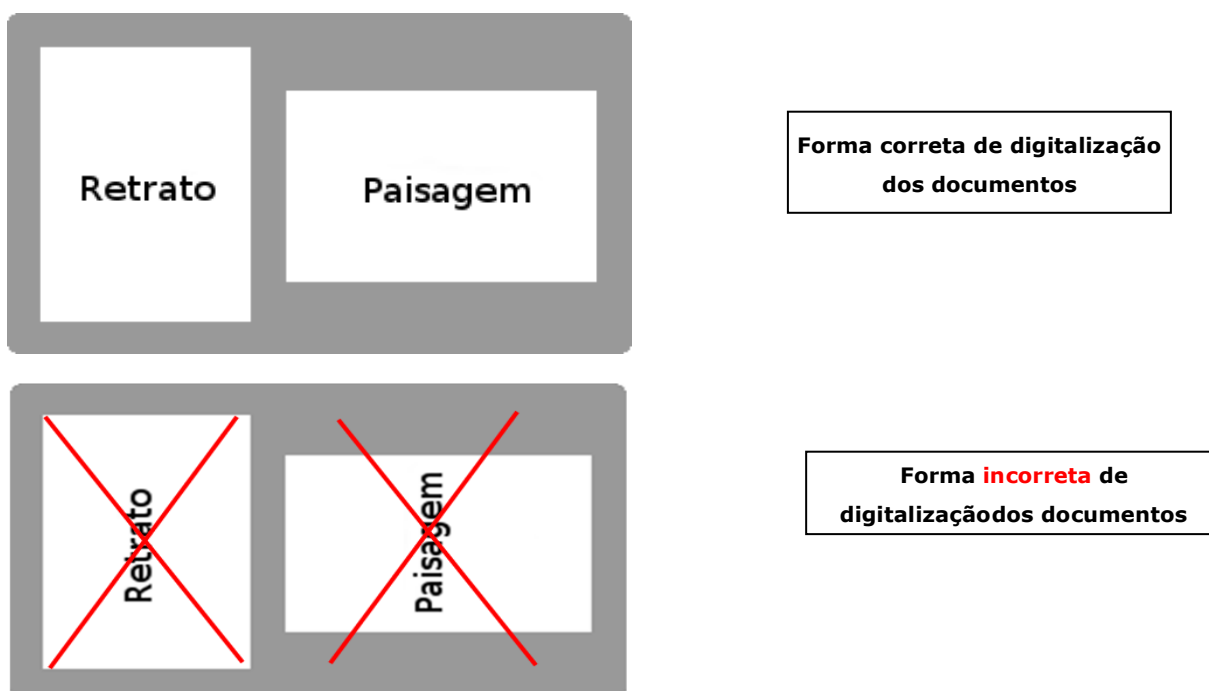 Retrato
Paisagem
Forma correta de digitalização
dos documentos
Retrato
Paisagem
Forma incorreta de
digitalizaçãodos documentos